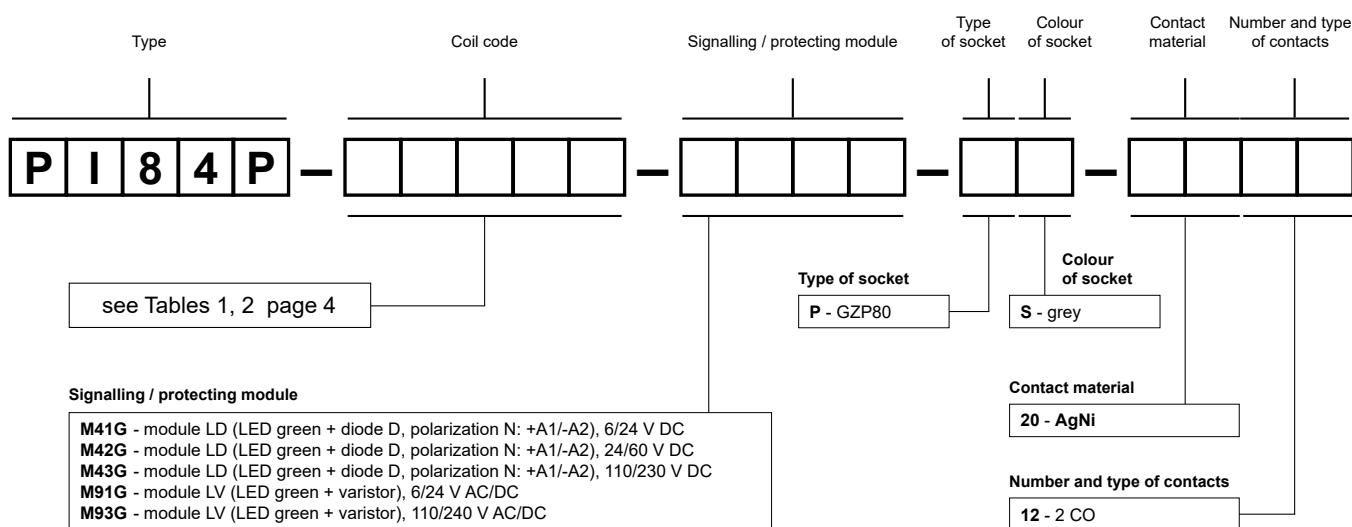 Type
Coil code
Signalling / protecting module
Type
of socket
Colour
of socket
Contact
material
Number and type
of contacts
P I 8 4 P – – – –
see Tables 1, 2 page 4
Type of socket
P - GZP80
Colour
of socket
S - grey
Signalling / protecting module
M41G - module LD (LED green + diode D, polarization N: +A1/-A2), 6/24 V DC
M42G - module LD (LED green + diode D, polarization N: +A1/-A2), 24/60 V DC
M43G - module LD (LED green + diode D, polarization N: +A1/-A2), 110/230 V DC
M91G - module LV (LED green + varistor), 6/24 V AC/DC
M93G - module LV (LED green + varistor), 110/240 V AC/DC
Contact material
20 - AgNi
Number and type of contacts
12 - 2 CO